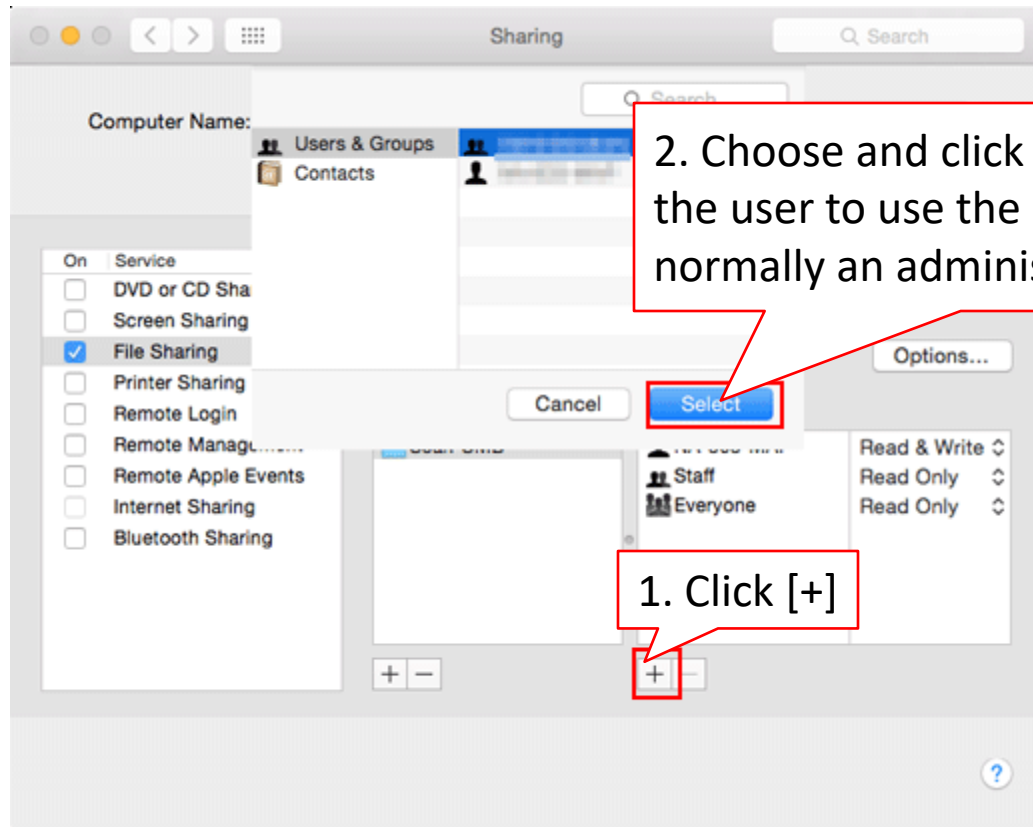 Sharing
Search
Computer Name:
Search
Users & Groups
Contacts
2. Choose and click
the user to use the
normally an adminis
On Service
DVD or CD Sha
Screen Sharing
File Sharing
Printer Sharing
Remote Login
Remote Manag
Remote Apple Events
Internet Sharing
Bluetooth Sharing
Options...
Cancel
Select
Read & Write
Staff
Read Only
Everyone
Read Only
1. Click [+]
+ −
+ −
?